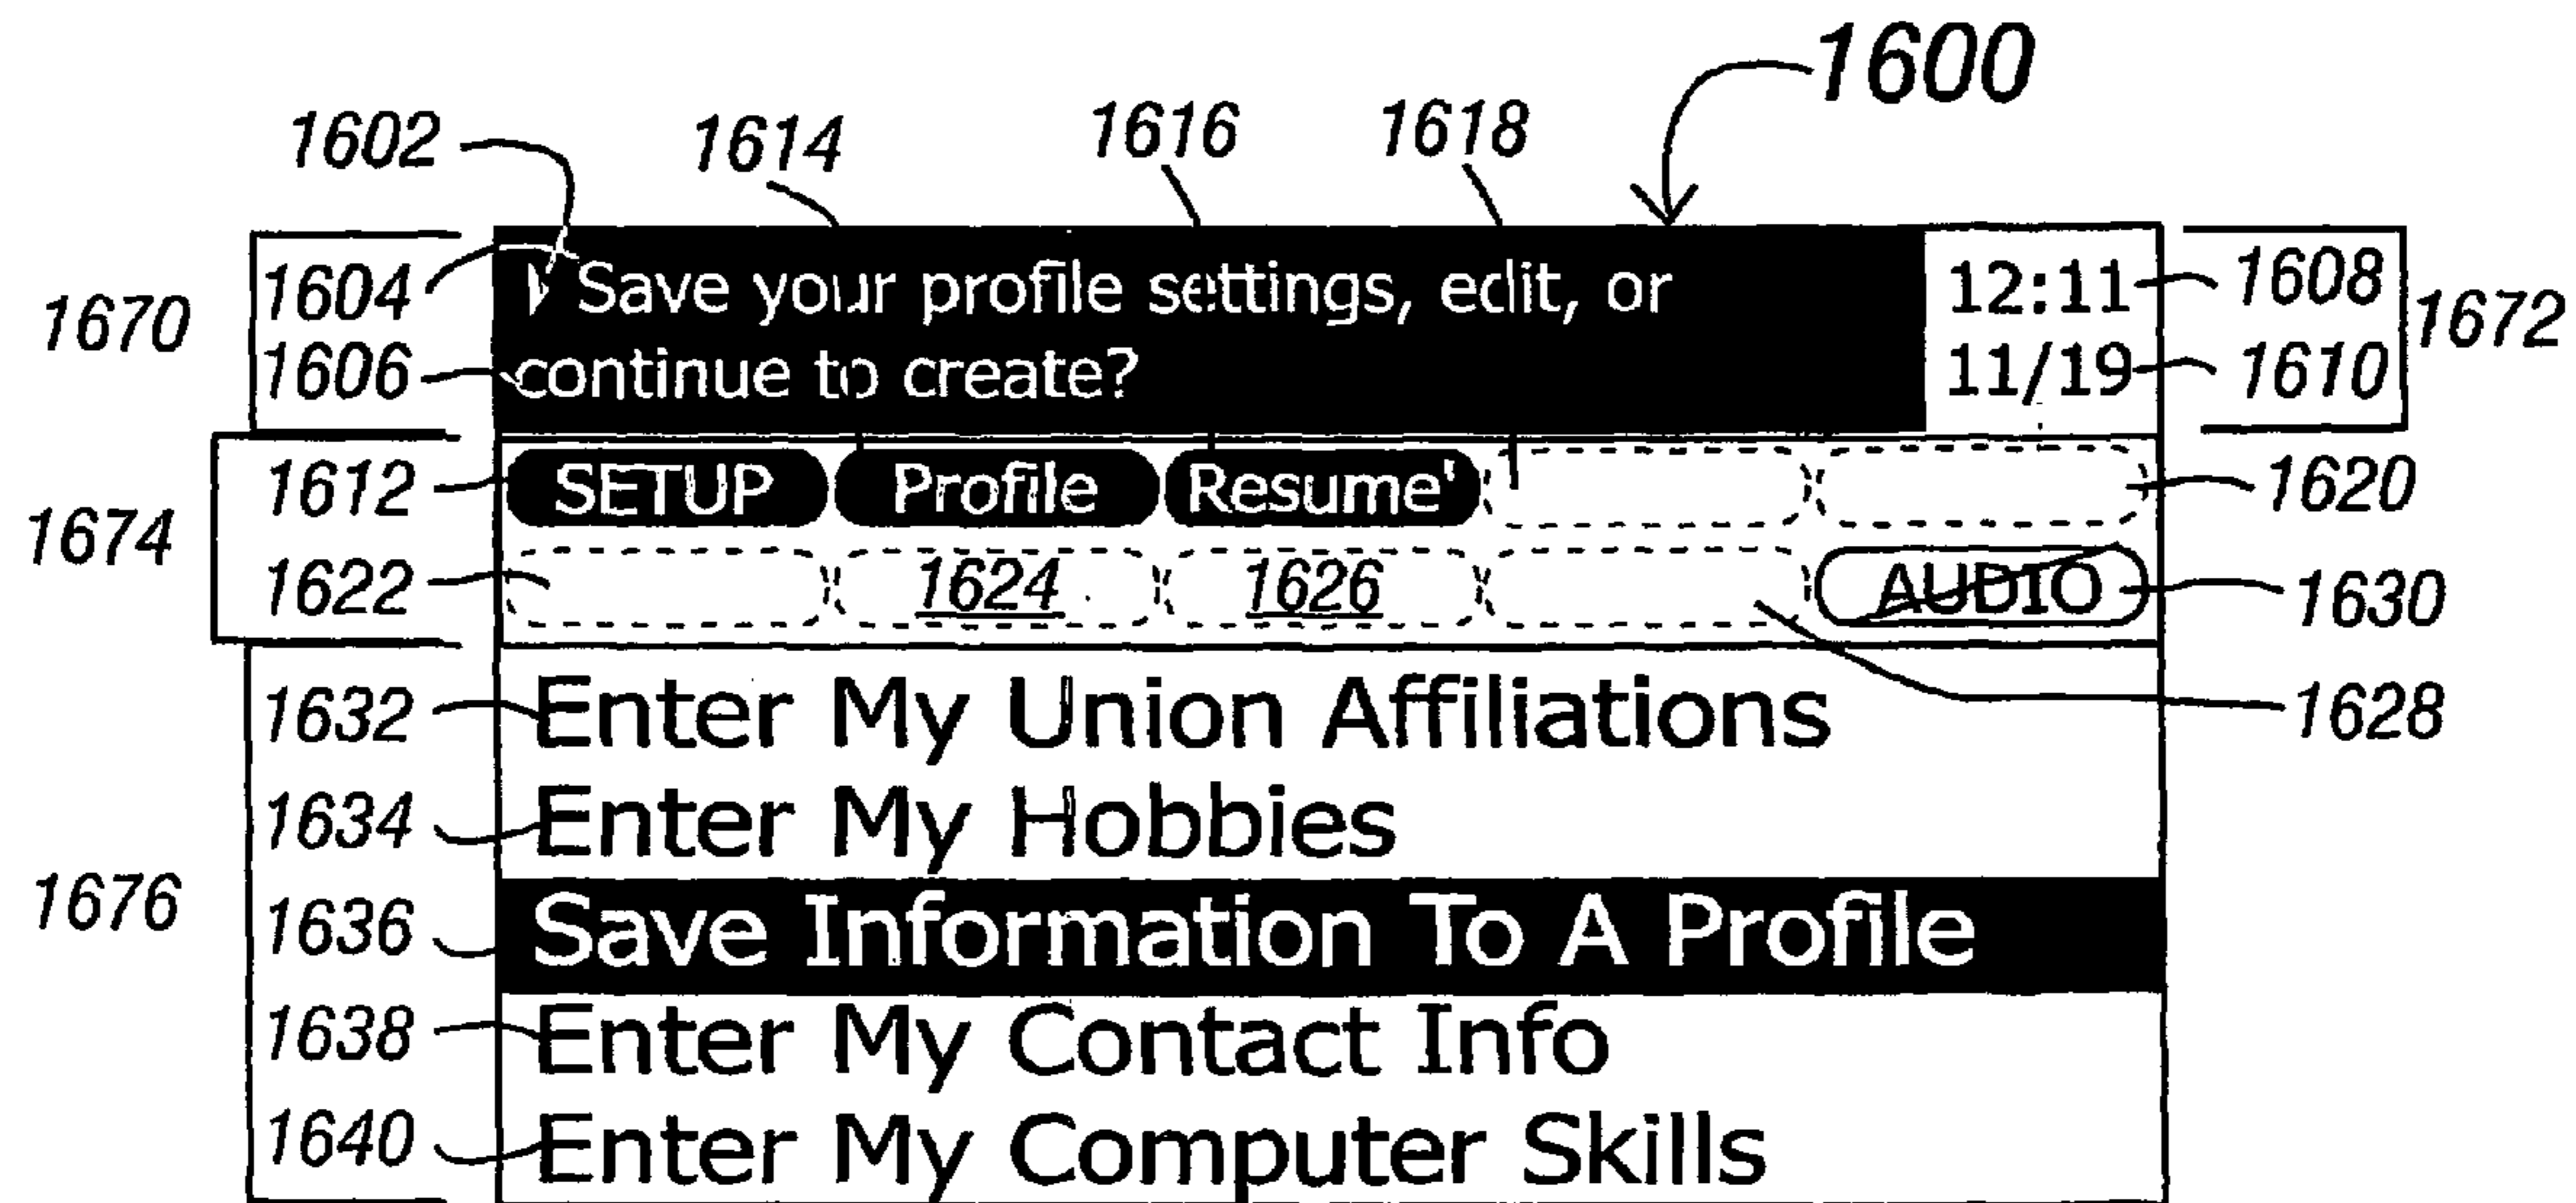 1600
1602 1614 1616 1618
1670 1604 Save your profile settings, edit, or 12:11 1608 1672
1606 continue to create? 11/19 1610
1674 1612 SETUP Profile Resume' 1620
1622 1624 1626 AUDIO 1630
1632 Enter My Union Affiliations 1628
1634 Enter My Hobbies
1676 1636 Save Information To A Profile
1638 Enter My Contact Info
1640 Enter My Computer Skills